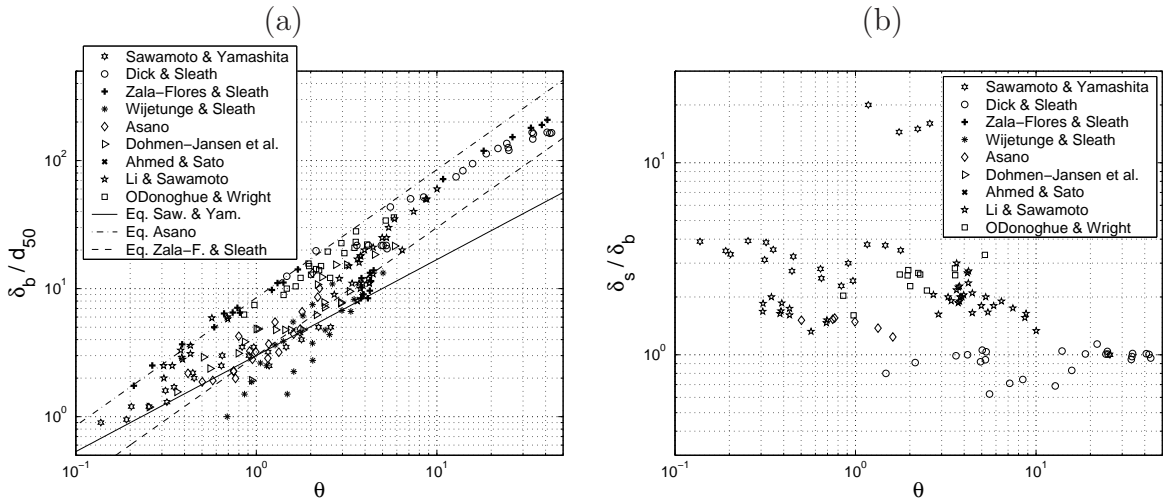 (a)
Sawamoto & Yamashita
Dick & Sleath
Zala−Flores & Sleath
Wijetunge & Sleath
Asano
Dohmen−Jansen et al.
Ahmed & Sato
Li & Sawamoto
ODonoghue & Wright
Eq. Saw. & Yam.
Eq. Asano
Eq. Zala−F. & Sleath
δb / d50
10^2
10^1
10^0
10^−1
10^0
10^1
θ
(b)
Sawamoto & Yamashita
Dick & Sleath
Zala−Flores & Sleath
Wijetunge & Sleath
Asano
Dohmen−Jansen et al.
Ahmed & Sato
Li & Sawamoto
ODonoghue & Wright
δs / δb
10^1
10^0
10^−1
10^0
10^1
θ